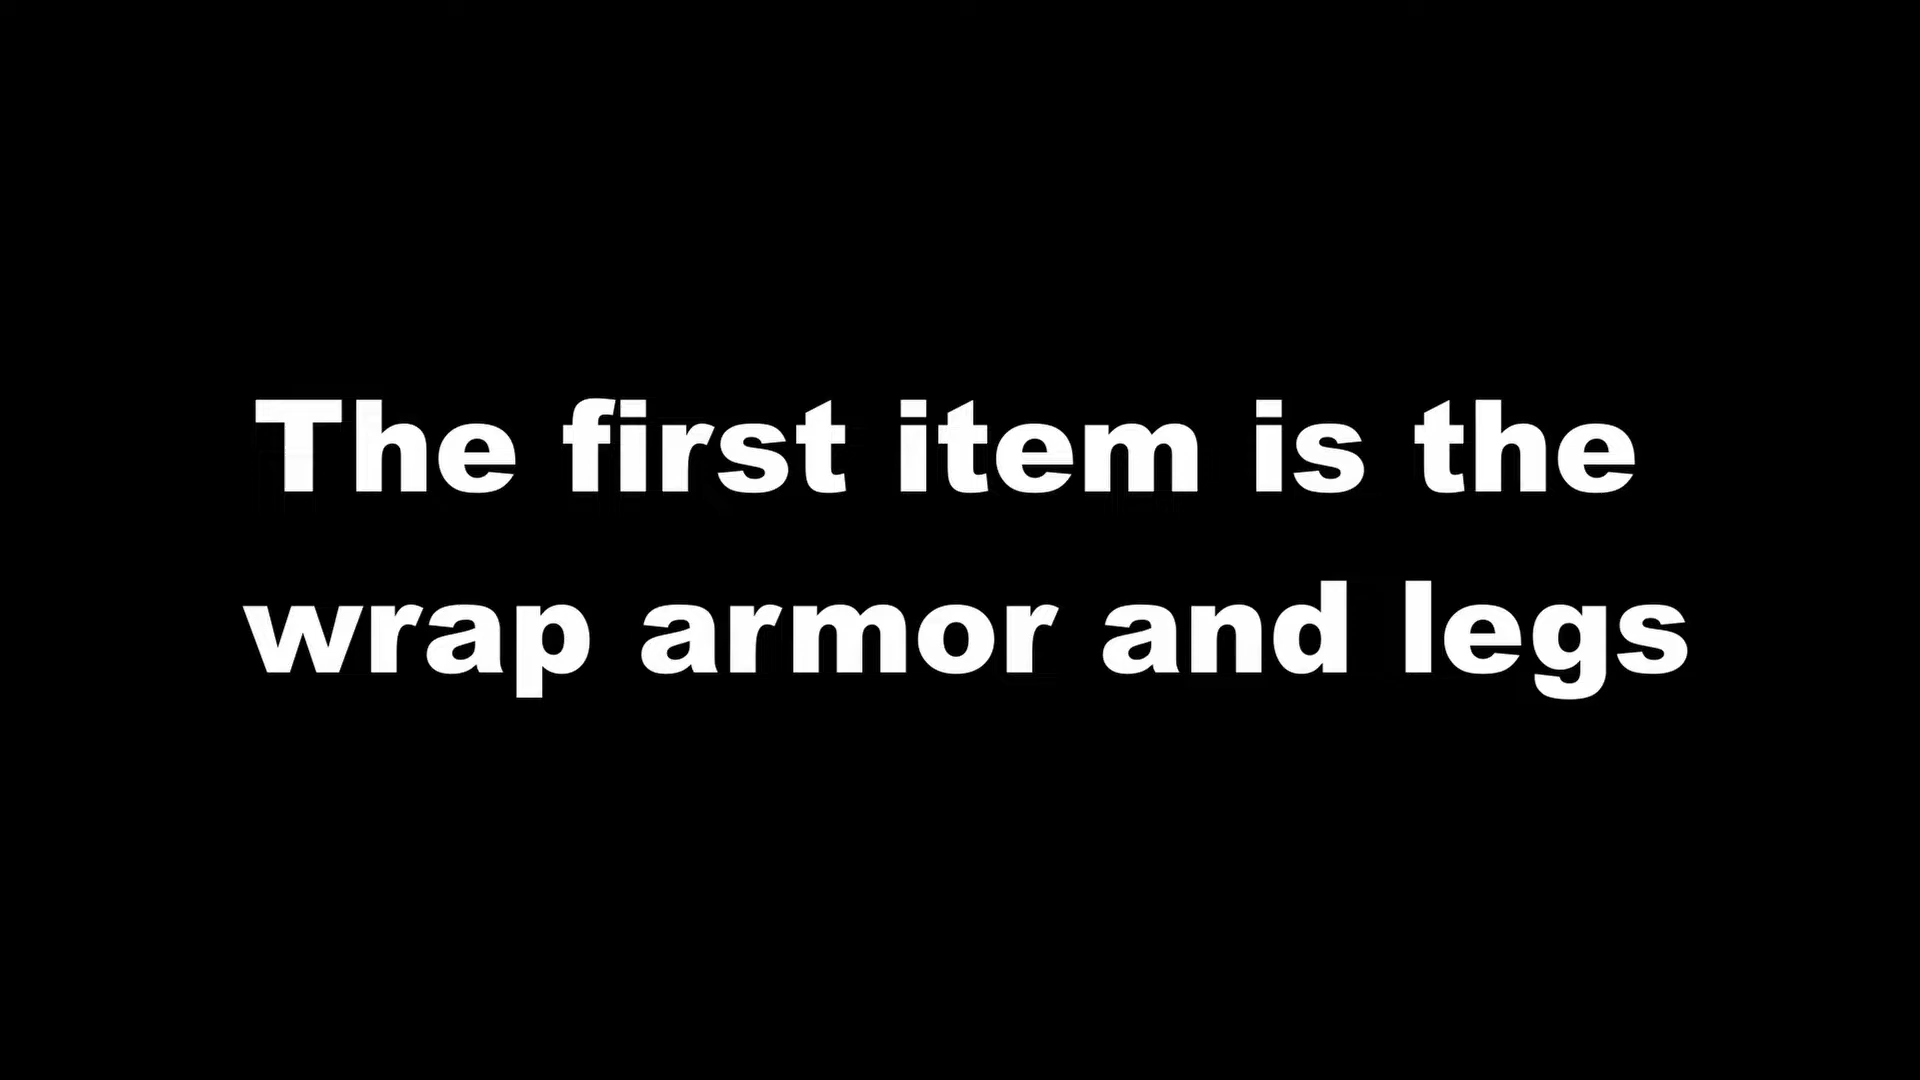 The first item is the
wrap armor and legs